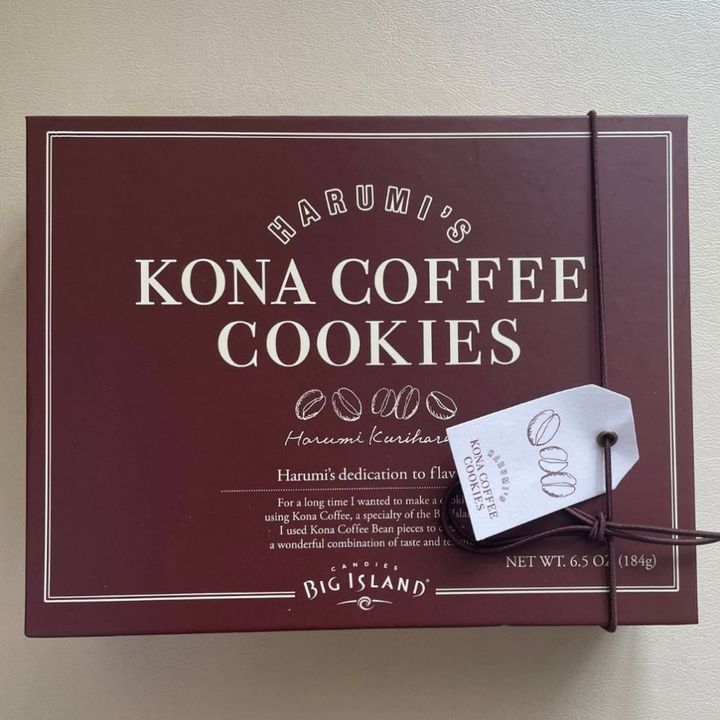 HARUMI'S
KONA COFFEE
COOKIES
Harumi Kurihara
Harumi's dedication to flav
For a long time I wanted to make a cooki
using Kona Coffee, a specialty of the B Isla
I used Kona Coffee Bean pieces to c
a wonderful combination of taste and te
HARUMI'S
KONA COFFEE
COOKIES
NET WT. 6.5 OZ (184g)
CANDIES
BIG ISLAND®